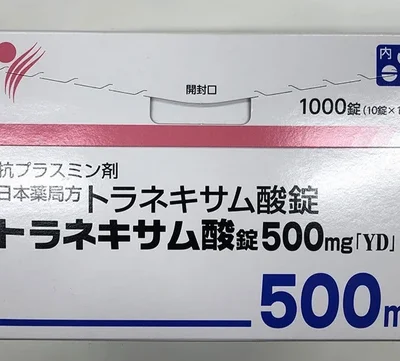 内
開封口
1000錠(10錠×1
抗プラスミン剤
日本薬局方 トラネキサム酸錠
トラネキサム酸錠500mg「YD」
500m